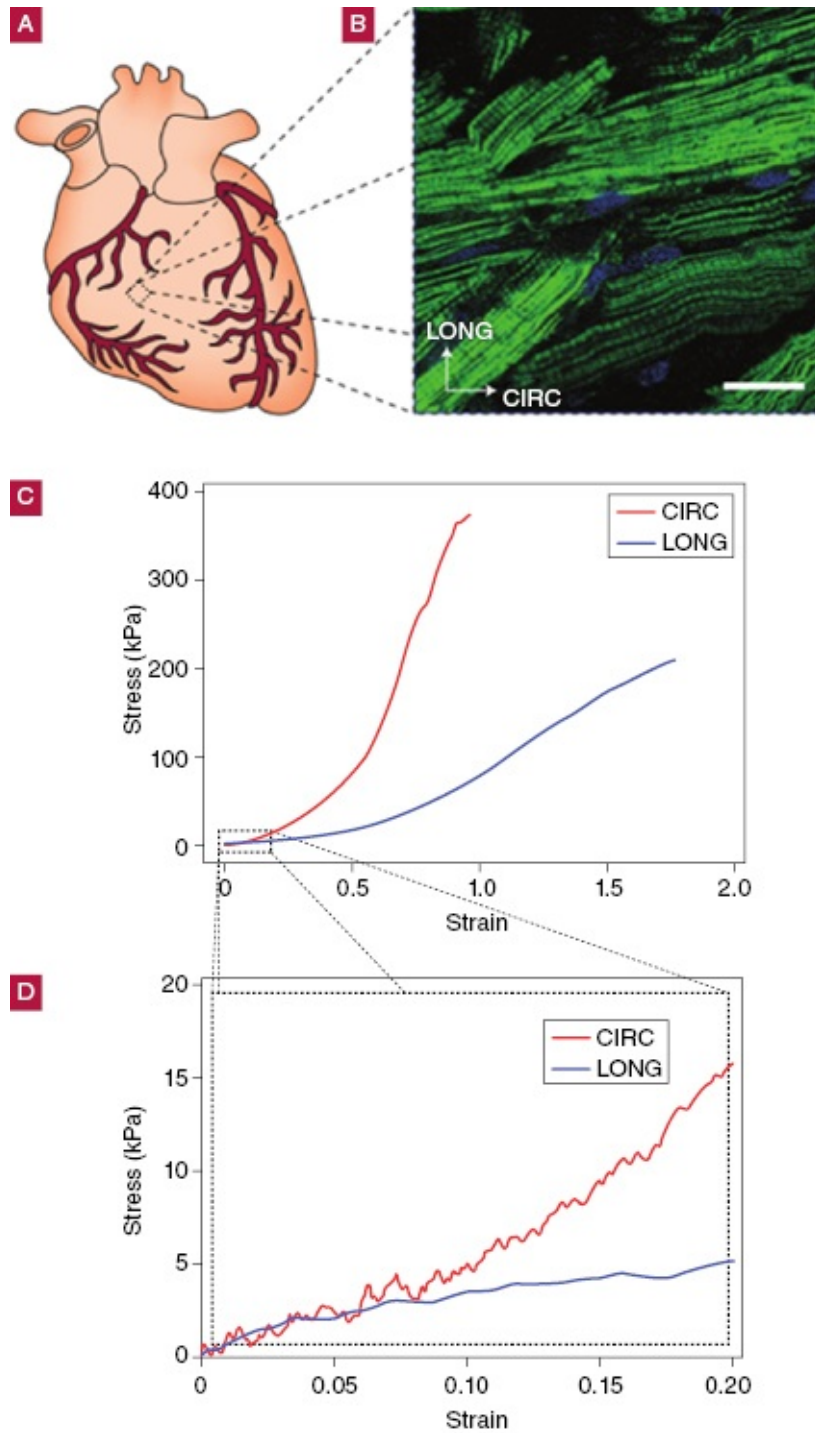 A
B
LONG
CIRC
C
400
300
200
100
0
Stress (kPa)
CIRC
LONG
0
0.5
1.0
1.5
2.0
Strain
D
20
15
10
5
0
Stress (kPa)
CIRC
LONG
0
0.05
0.10
0.15
0.20
Strain